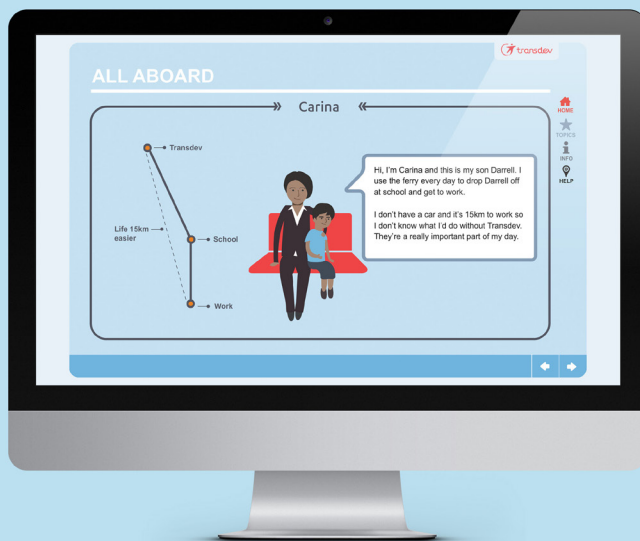 transdev
ALL ABOARD
Carina
HOME
TOPICS
INFO
HELP
Transdev
Life 15km
easier
School
Work
Hi, I'm Carina and this is my son Darrell. I
use the ferry every day to drop Darrell off
at school and get to work.
I don't have a car and it's 15km to work so
I don't know what I'd do without Transdev.
They're a really important part of my day.